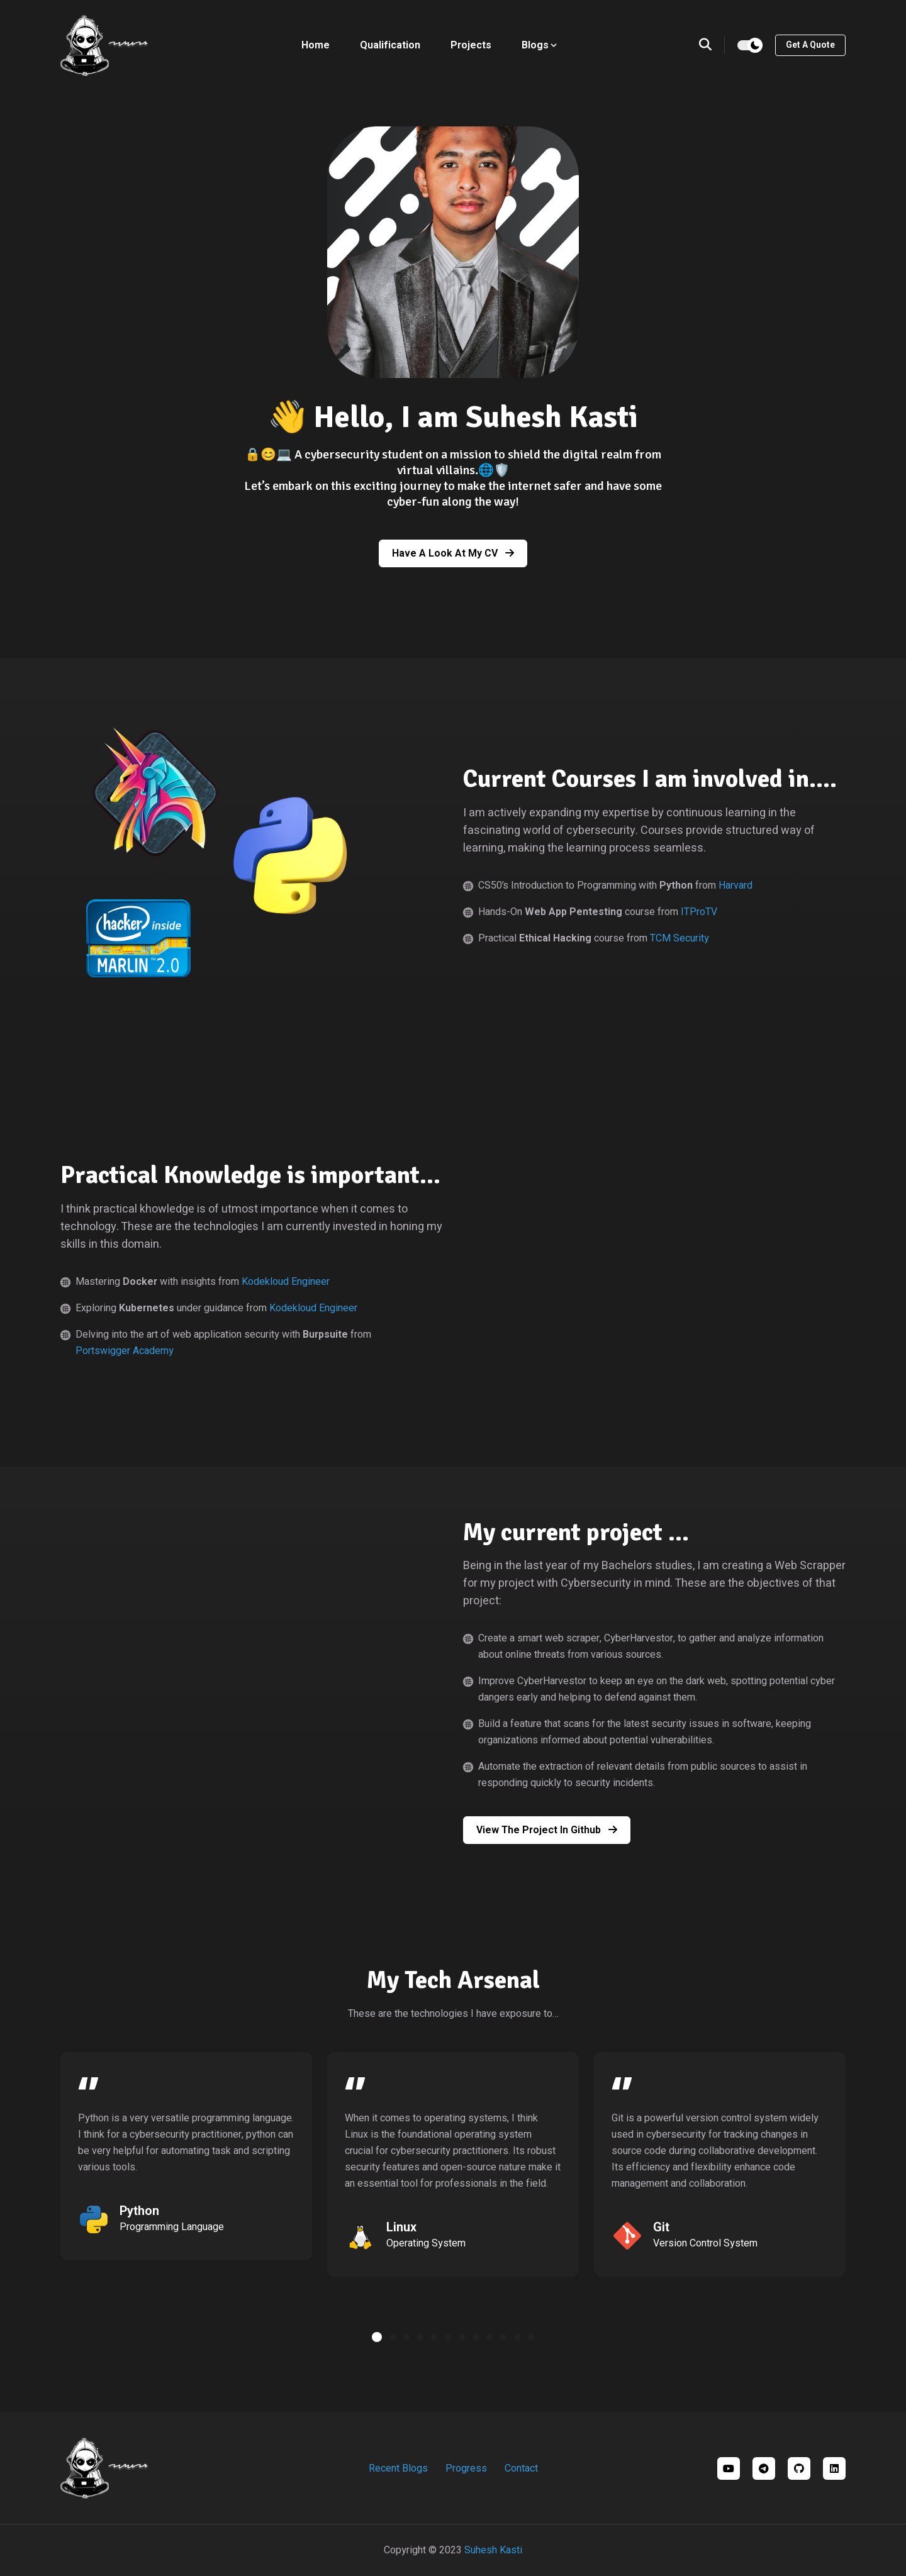 Home Qualification Projects Blogs Get A Quote
👋 Hello, I am Suhesh Kasti
🔒😊💻 A cybersecurity student on a mission to shield the digital realm from
virtual villains.🌐🛡️
Let's embark on this exciting journey to make the internet safer and have some
cyber-fun along the way!
Have A Look At My CV →
hacker inside
MARLIN ™ 2.0
Current Courses I am involved in....
I am actively expanding my expertise by continuous learning in the
fascinating world of cybersecurity. Courses provide structured way of
learning, making the learning process seamless.
CS50's Introduction to Programming with Python from Harvard
Hands-On Web App Pentesting course from ITProTV
Practical Ethical Hacking course from TCM Security
Practical Knowledge is important...
I think practical khowledge is of utmost importance when it comes to
technology. These are the technologies I am currently invested in honing my
skills in this domain.
Mastering Docker with insights from Kodekloud Engineer
Exploring Kubernetes under guidance from Kodekloud Engineer
Delving into the art of web application security with Burpsuite from
Portswigger Academy
My current project ...
Being in the last year of my Bachelors studies, I am creating a Web Scrapper
for my project with Cybersecurity in mind. These are the objectives of that
project:
Create a smart web scraper, CyberHarvestor, to gather and analyze information
about online threats from various sources.
Improve CyberHarvestor to keep an eye on the dark web, spotting potential cyber
dangers early and helping to defend against them.
Build a feature that scans for the latest security issues in software, keeping
organizations informed about potential vulnerabilities.
Automate the extraction of relevant details from public sources to assist in
responding quickly to security incidents.
View The Project In Github →
My Tech Arsenal
These are the technologies I have exposure to...
Python is a very versatile programming language.
I think for a cybersecurity practitioner, python can
be very helpful for automating task and scripting
various tools.
Python
Programming Language
When it comes to operating systems, I think
Linux is the foundational operating system
crucial for cybersecurity practitioners. Its robust
security features and open-source nature make it
an essential tool for professionals in the field.
Linux
Operating System
Git is a powerful version control system widely
used in cybersecurity for tracking changes in
source code during collaborative development.
Its efficiency and flexibility enhance code
management and collaboration.
Git
Version Control System
Recent Blogs Progress Contact
Copyright © 2023 Suhesh Kasti